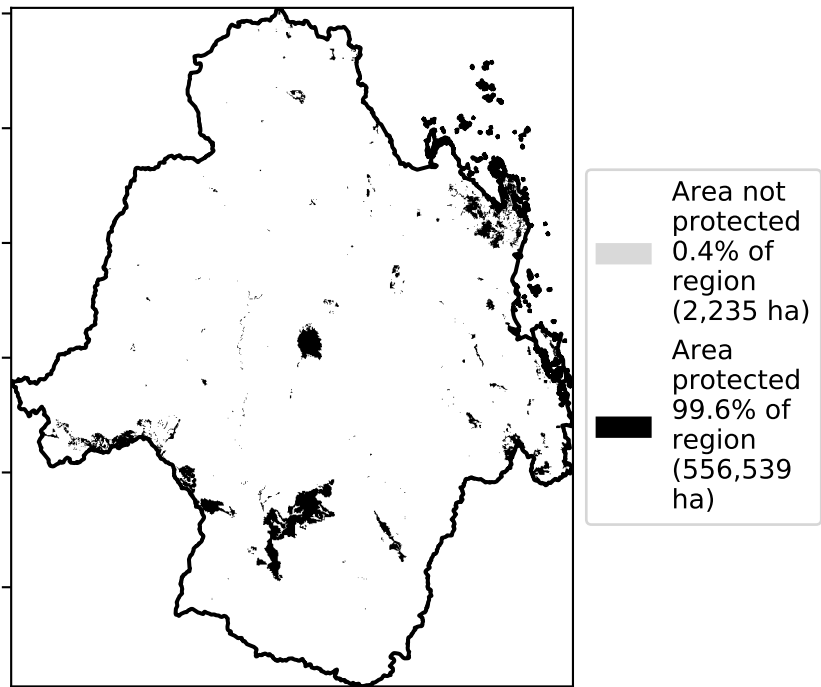 Area not
protected
0.4% of
region
(2,235 ha)
Area
protected
99.6% of
region
(556,539
ha)